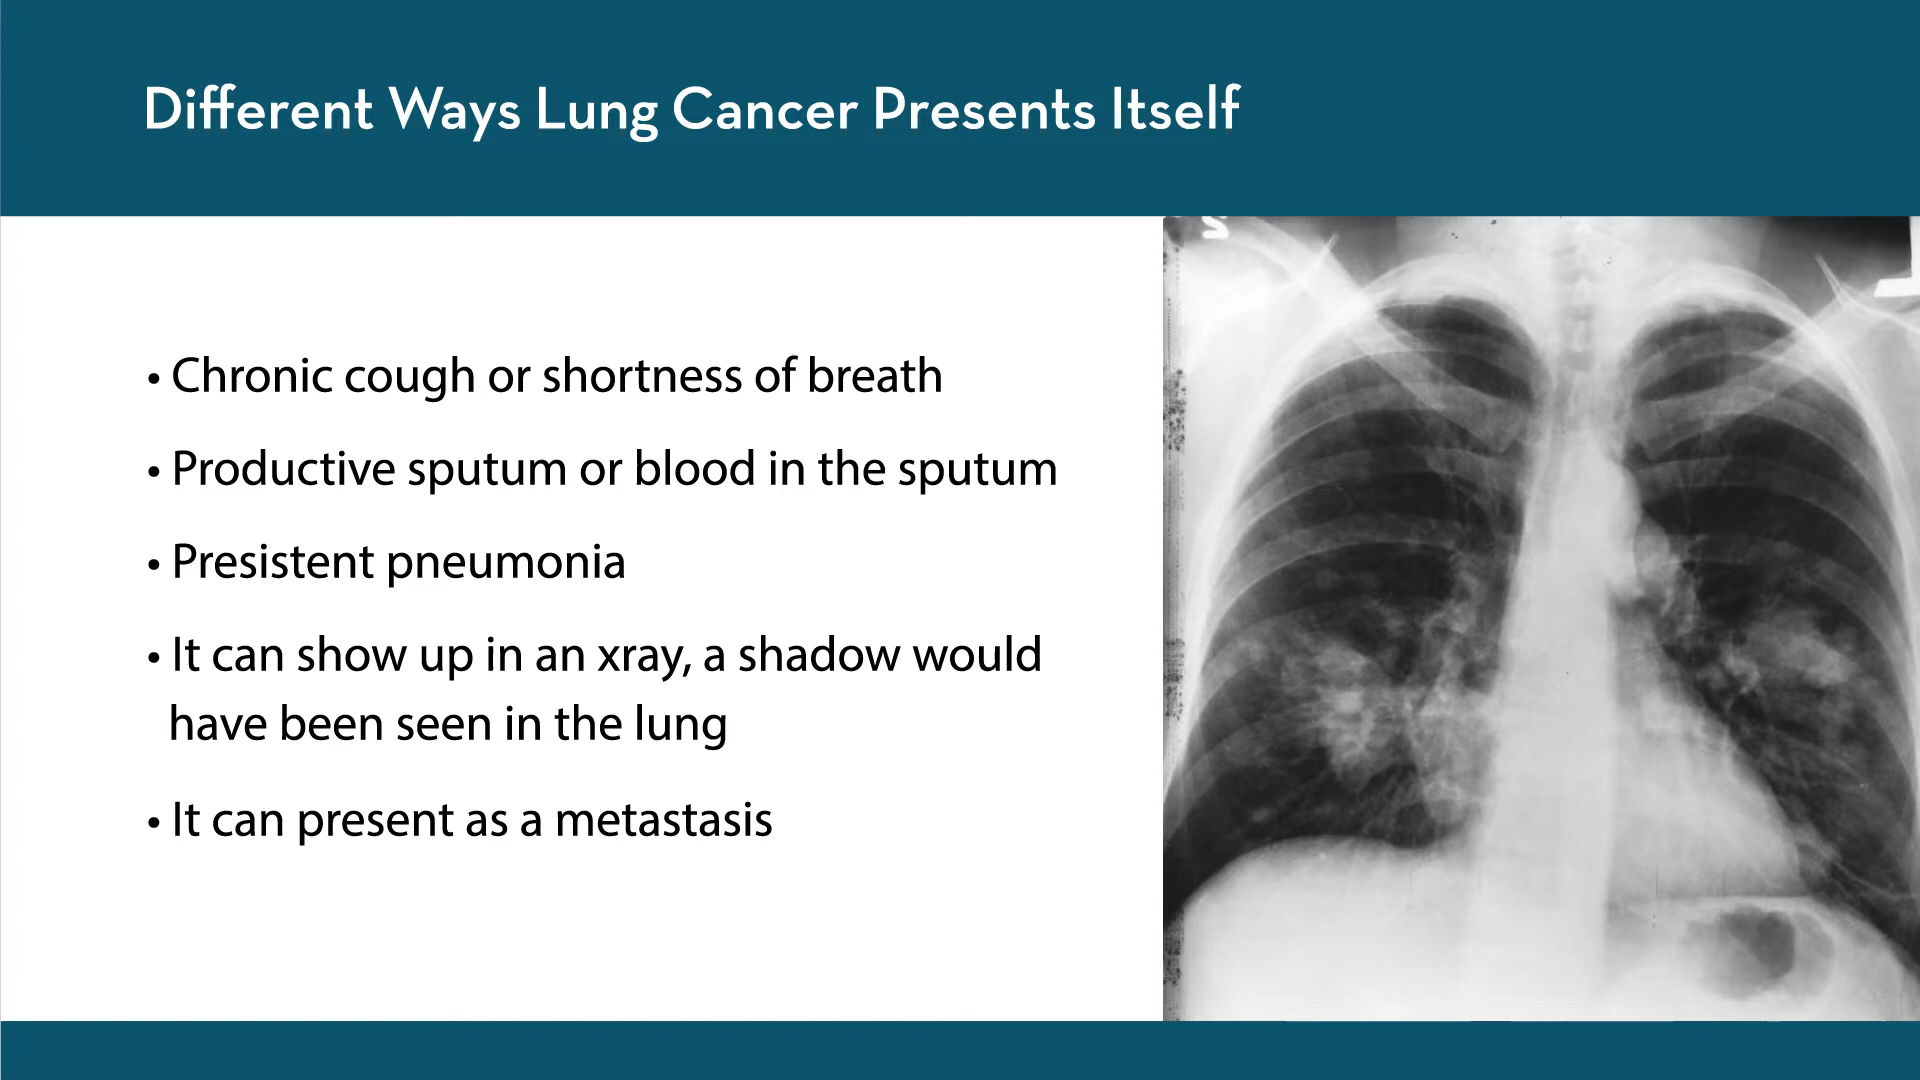 Different Ways Lung Cancer Presents Itself
• Chronic cough or shortness of breath
• Productive sputum or blood in the sputum
• Presistent pneumonia
• It can show up in an xray, a shadow would
have been seen in the lung
• It can present as a metastasis